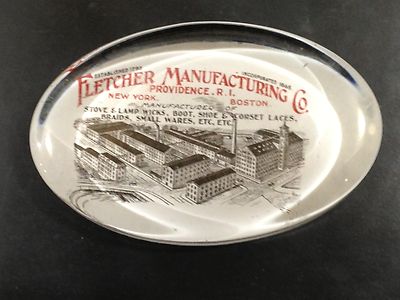 ESTABLISHED 1793 INCORPORATED 1865
FLETCHER MANUFACTURING CO.
PROVIDENCE, R.I.
NEW YORK BOSTON
MANUFACTURERS OF
STOVE & LAMP WICKS, BOOT, SHOE & CORSET LACES,
BRAIDS, SMALL WARES, ETC., ETC.